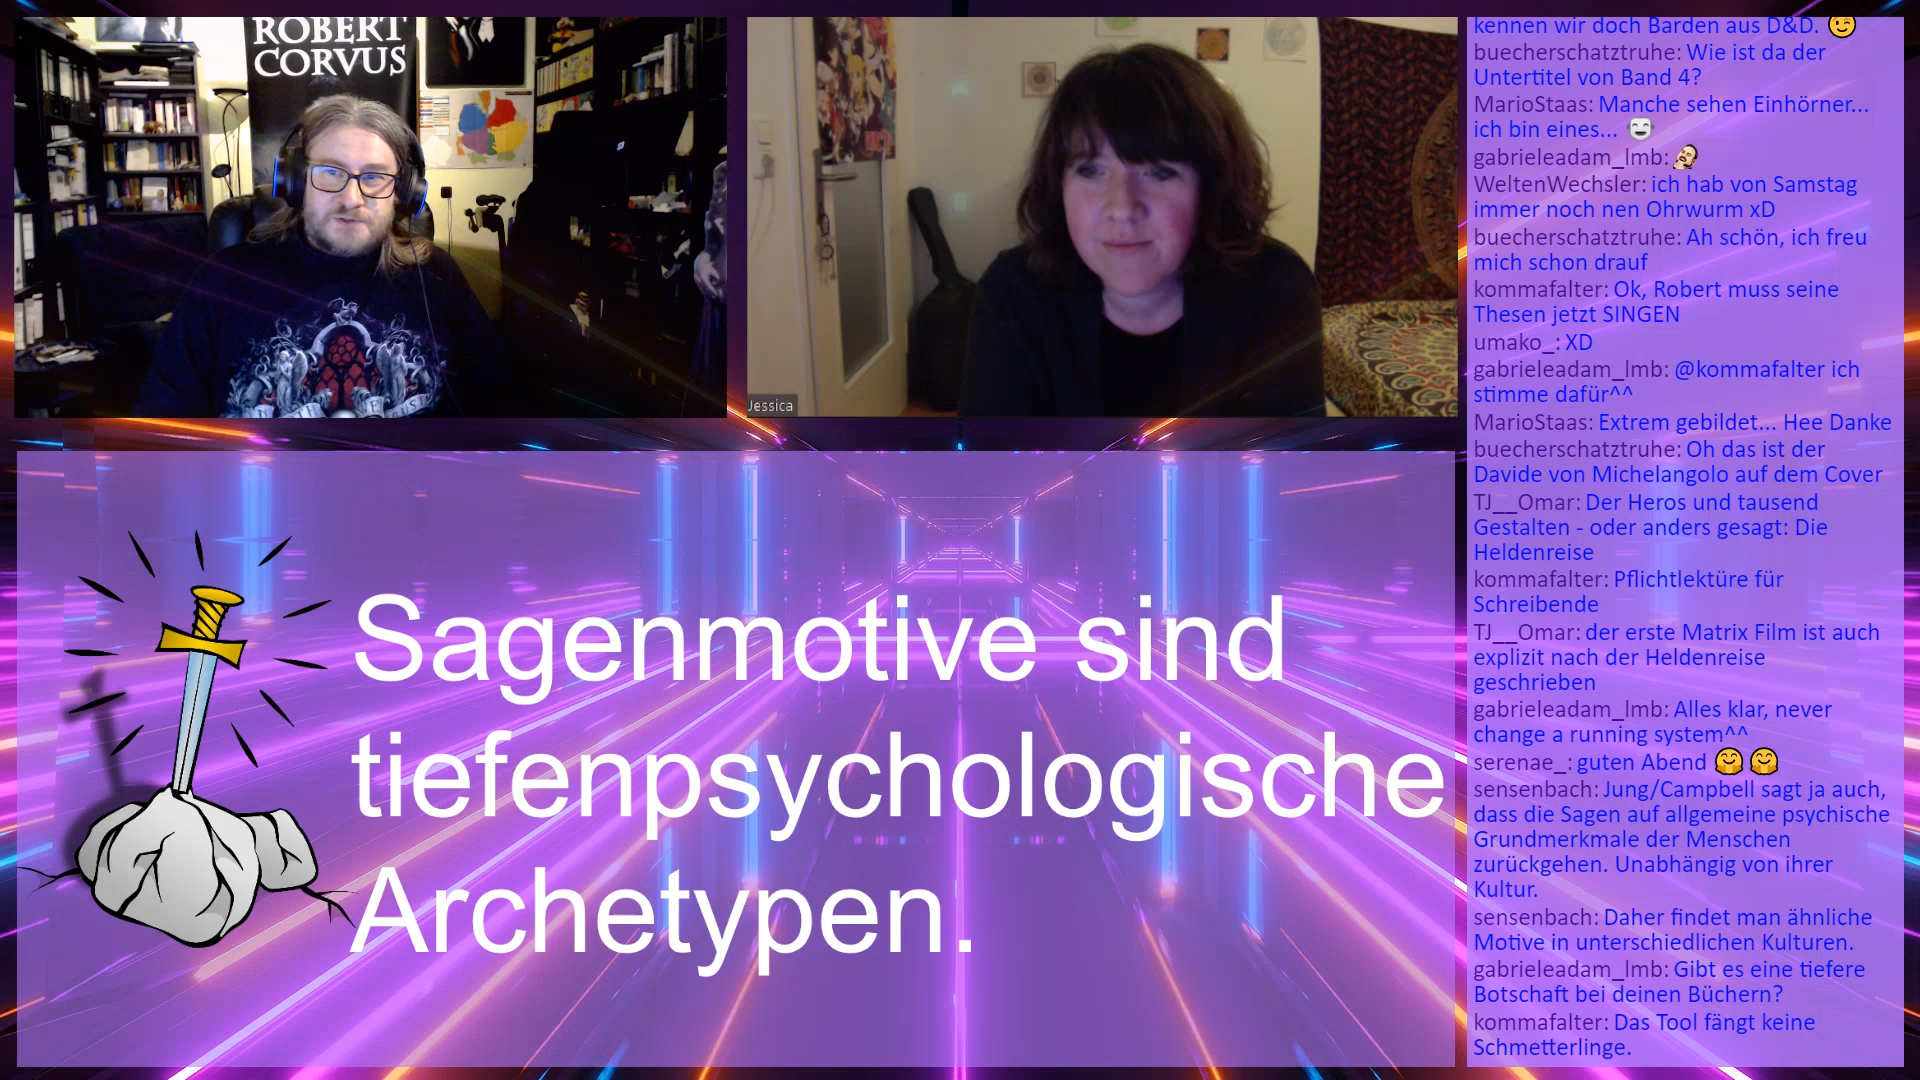 ROBERT
CORVUS
Jessica
Sagenmotive sind
tiefenpsychologische
Archetypen.
kennen wir doch Barden aus D&D. 😉
buecherschatztruhe: Wie ist da der
Untertitel von Band 4?
MarioStaas: Manche sehen Einhörner...
ich bin eines...
gabrieleadam_lmb:
WeltenWechsler: ich hab von Samstag
immer noch nen Ohrwurm xD
buecherschatztruhe: Ah schön, ich freu
mich schon drauf
kommafalter: Ok, Robert muss seine
Thesen jetzt SINGEN
umako_: XD
gabrieleadam_lmb: @kommafalter ich
stimme dafür^^
MarioStaas: Extrem gebildet... Hee Danke
buecherschatztruhe: Oh das ist der
Davide von Michelangolo auf dem Cover
TJ__Omar: Der Heros und tausend
Gestalten - oder anders gesagt: Die
Heldenreise
kommafalter: Pflichtlektüre für
Schreibende
TJ__Omar: der erste Matrix Film ist auch
explizit nach der Heldenreise
geschrieben
gabrieleadam_lmb: Alles klar, never
change a running system^^
serenae_: guten Abend 🤗 🤗
sensenbach: Jung/Campbell sagt ja auch,
dass die Sagen auf allgemeine psychische
Grundmerkmale der Menschen
zurückgehen. Unabhängig von ihrer
Kultur.
sensenbach: Daher findet man ähnliche
Motive in unterschiedlichen Kulturen.
gabrieleadam_lmb: Gibt es eine tiefere
Botschaft bei deinen Büchern?
kommafalter: Das Tool fängt keine
Schmetterlinge.